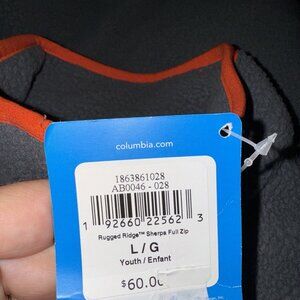 columbia.com
1863861028
AB0046 - 028
1 92660 22562 3
Rugged Ridge™ Sherpa Full Zip
L / G
Youth / Enfant
$60.00